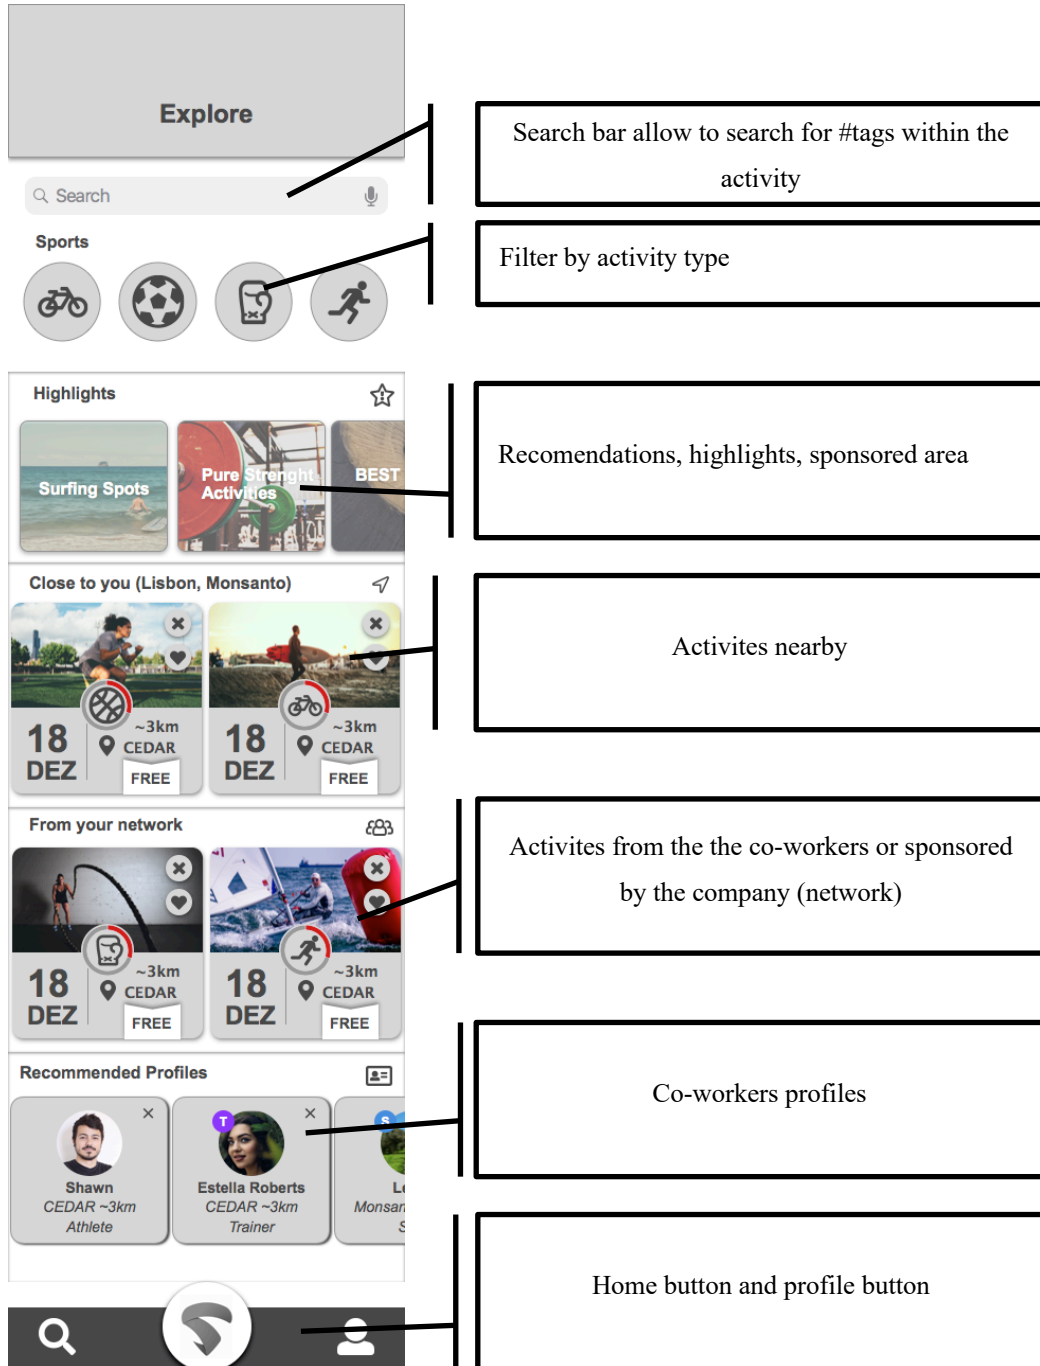 Explore
Search bar allow to search for #tags within the
activity
Search
Sports
Filter by activity type
Highlights
Surfing Spots
Pure Strenght
Activities
BEST
Recomendations, highlights, sponsored area
Close to you (Lisbon, Monsanto)
Activites nearby
18
DEZ
~3km
CEDAR
FREE
18
DEZ
~3km
CEDAR
FREE
From your network
Activites from the the co-workers or sponsored
by the company (network)
18
DEZ
~3km
CEDAR
FREE
18
DEZ
~3km
CEDAR
FREE
Recommended Profiles
Co-workers profiles
Shawn
CEDAR ~3km
Athlete
T
Estella Roberts
CEDAR ~3km
Trainer
S
Home button and profile button